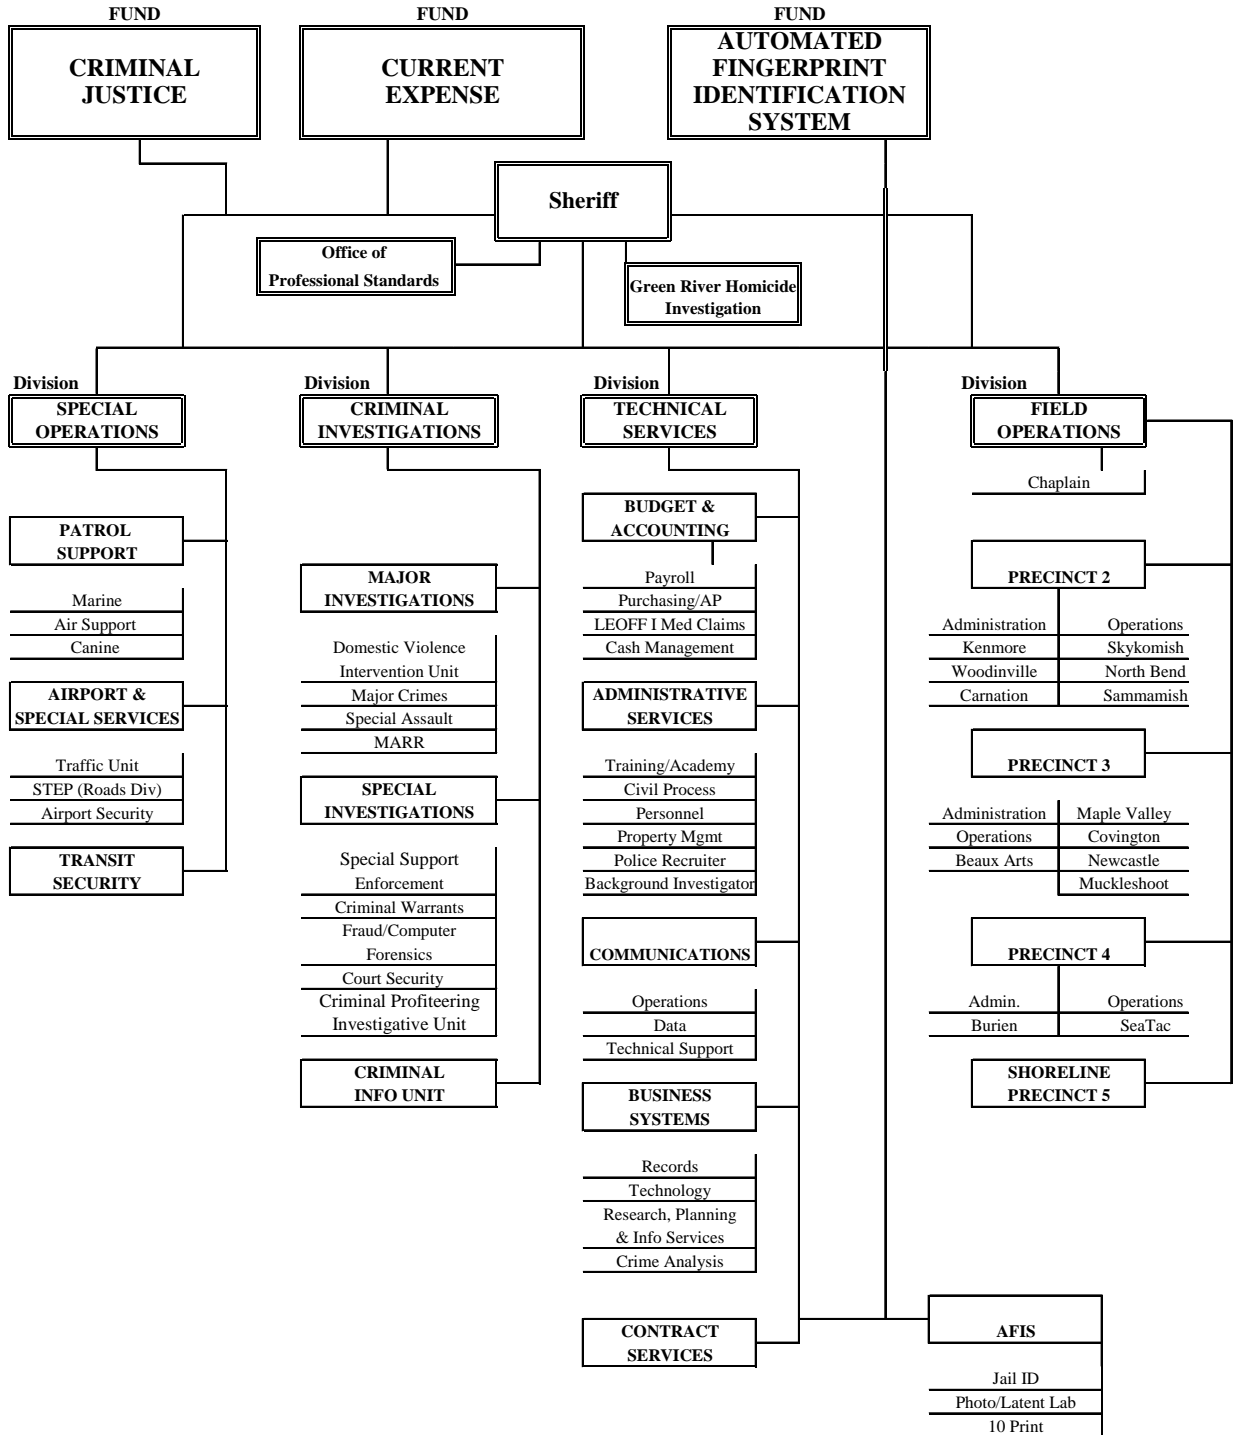 FUND
CRIMINAL
JUSTICE
FUND
CURRENT
EXPENSE
FUND
AUTOMATED
FINGERPRINT
IDENTIFICATION
SYSTEM
Sheriff
Office of
Professional Standards
Green River Homicide
Investigation
Division
SPECIAL
OPERATIONS
PATROL
SUPPORT
Marine
Air Support
Canine
AIRPORT &
SPECIAL SERVICES
Traffic Unit
STEP (Roads Div)
Airport Security
TRANSIT
SECURITY
Division
CRIMINAL
INVESTIGATIONS
MAJOR
INVESTIGATIONS
Domestic Violence
Intervention Unit
Major Crimes
Special Assault
MARR
SPECIAL
INVESTIGATIONS
Special Support
Enforcement
Criminal Warrants
Fraud/Computer
Forensics
Court Security
Criminal Profiteering
Investigative Unit
CRIMINAL
INFO UNIT
Division
TECHNICAL
SERVICES
BUDGET &
ACCOUNTING
Payroll
Purchasing/AP
LEOFF I Med Claims
Cash Management
ADMINISTRATIVE
SERVICES
Training/Academy
Civil Process
Personnel
Property Mgmt
Police Recruiter
Background Investigator
COMMUNICATIONS
Operations
Data
Technical Support
BUSINESS
SYSTEMS
Records
Technology
Research, Planning
& Info Services
Crime Analysis
CONTRACT
SERVICES
Division
FIELD
OPERATIONS
Chaplain
PRECINCT 2
Administration
Operations
Kenmore
Skykomish
Woodinville
North Bend
Carnation
Sammamish
PRECINCT 3
Administration
Maple Valley
Operations
Covington
Beaux Arts
Newcastle
Muckleshoot
PRECINCT 4
Admin.
Operations
Burien
SeaTac
SHORELINE
PRECINCT 5
AFIS
Jail ID
Photo/Latent Lab
10 Print